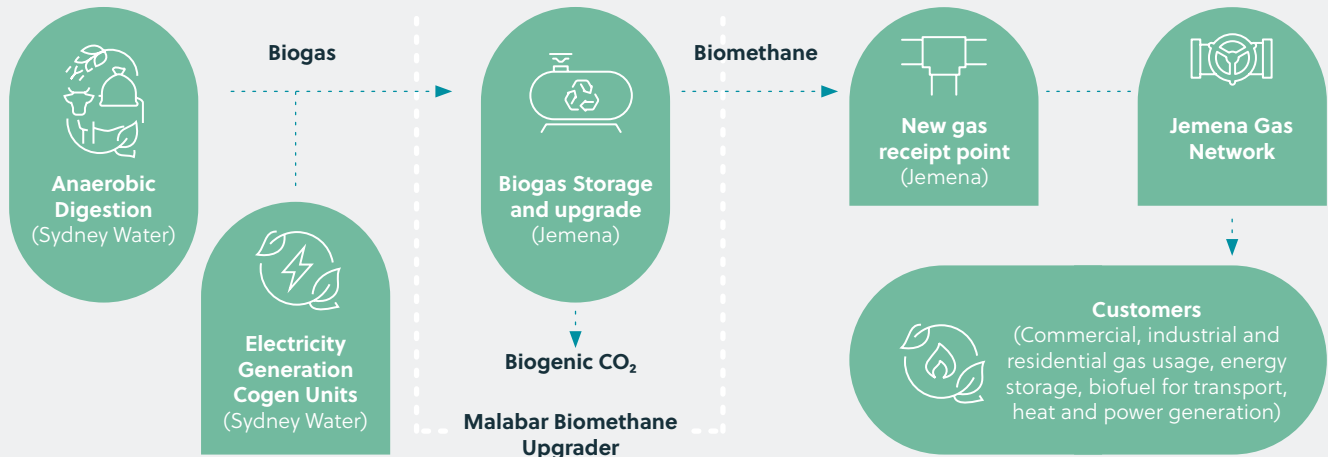 Biogas
Biomethane
Anaerobic
Digestion
(Sydney Water)
Electricity
Generation
Cogen Units
(Sydney Water)
Biogas Storage
and upgrade
(Jemena)
Biogenic CO₂
Malabar Biomethane
Upgrader
New gas
receipt point
(Jemena)
Jemena Gas
Network
Customers
(Commercial, industrial and
residential gas usage, energy
storage, biofuel for transport,
heat and power generation)